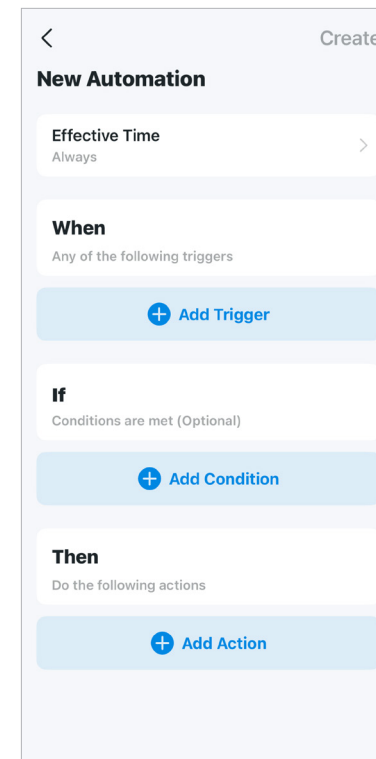 Create
New Automation
Effective Time
Always
When
Any of the following triggers
Add Trigger
If
Conditions are met (Optional)
Add Condition
Then
Do the following actions
Add Action